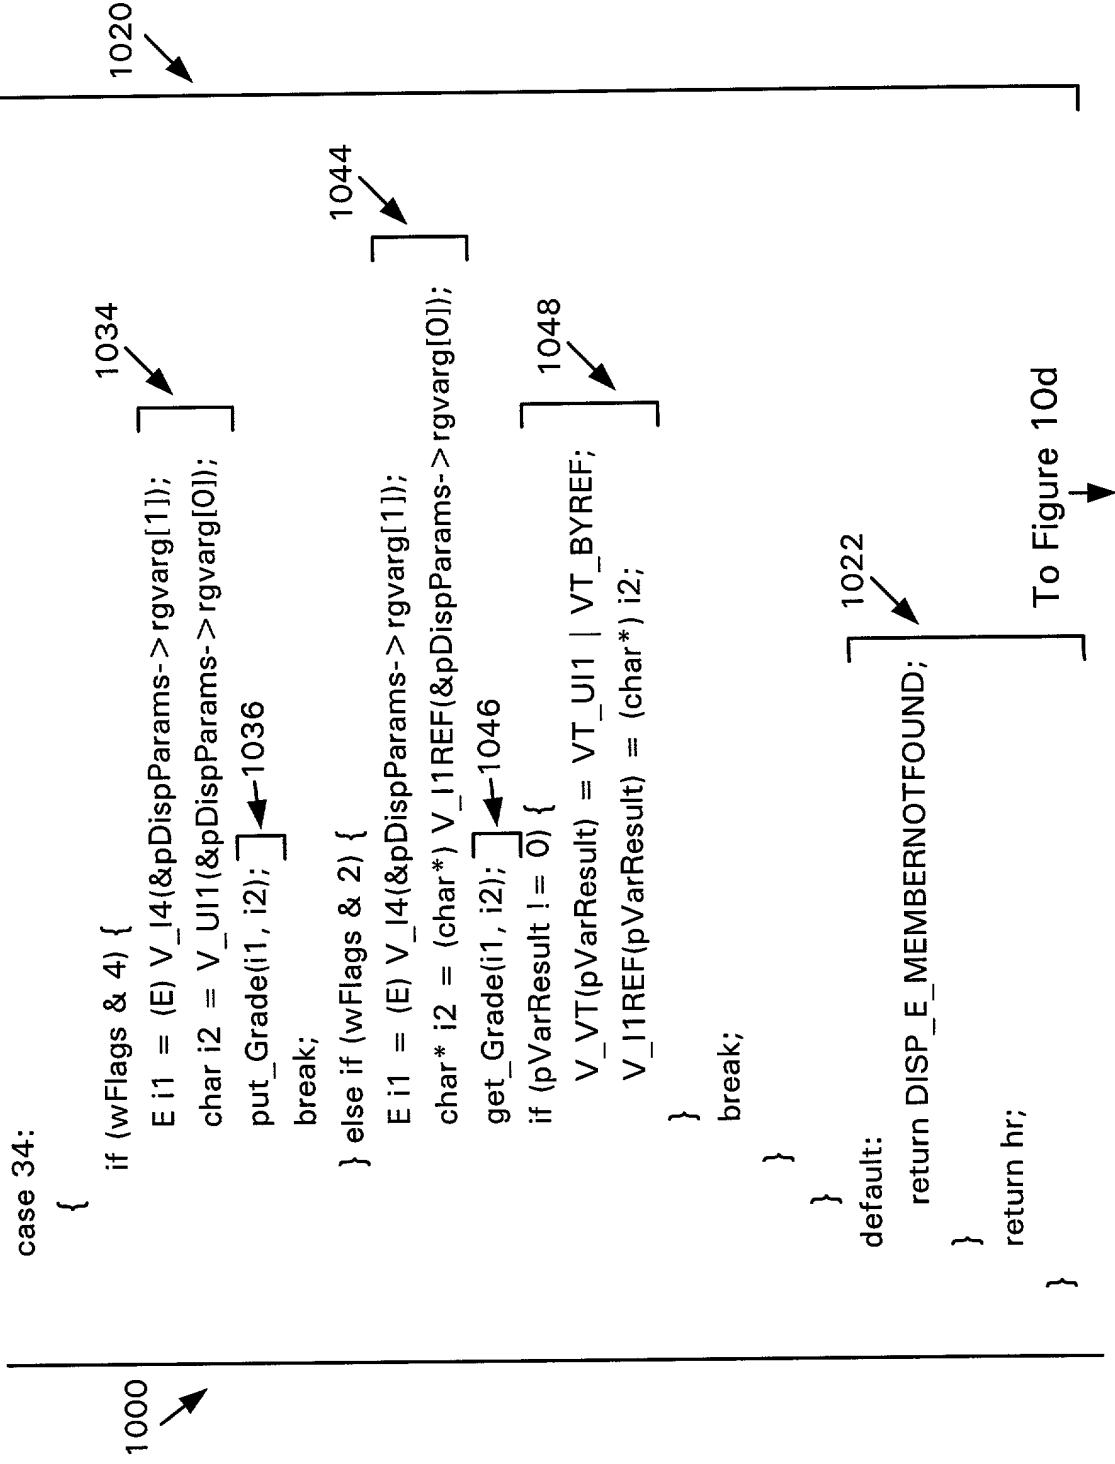 1000
1020
case 34:
{
if (wFlags & 4) {
E i1 = (E) V_I4(&pDispParams->rgvarg[1]);
char i2 = V_UI1(&pDispParams->rgvarg[0]);
1034
put_Grade(i1, i2);
1036
break;
} else if (wFlags & 2) {
E i1 = (E) V_I4(&pDispParams->rgvarg[1]);
char* i2 = (char*) V_I1REF(&pDispParams->rgvarg[0]);
1044
get_Grade(i1, i2);
1046
if (pVarResult != 0) {
V_VT(pVarResult) = VT_UI1 | VT_BYREF;
V_I1REF(pVarResult) = (char*) i2;
1048
}
break;
}
}
default:
return DISP_E_MEMBERNOTFOUND;
1022
}
return hr;
}
To Figure 10d